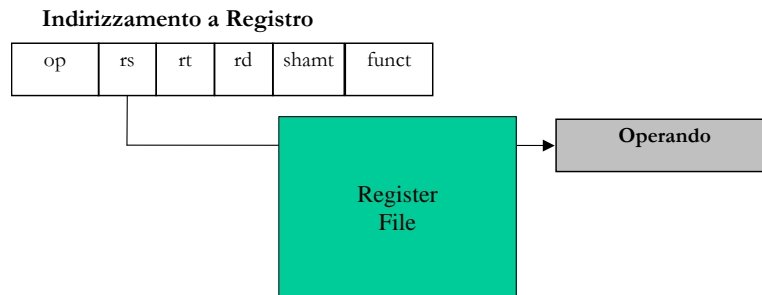 Indirizzamento a Registro
op rs rt rd shamt funct
Operando
Register
File